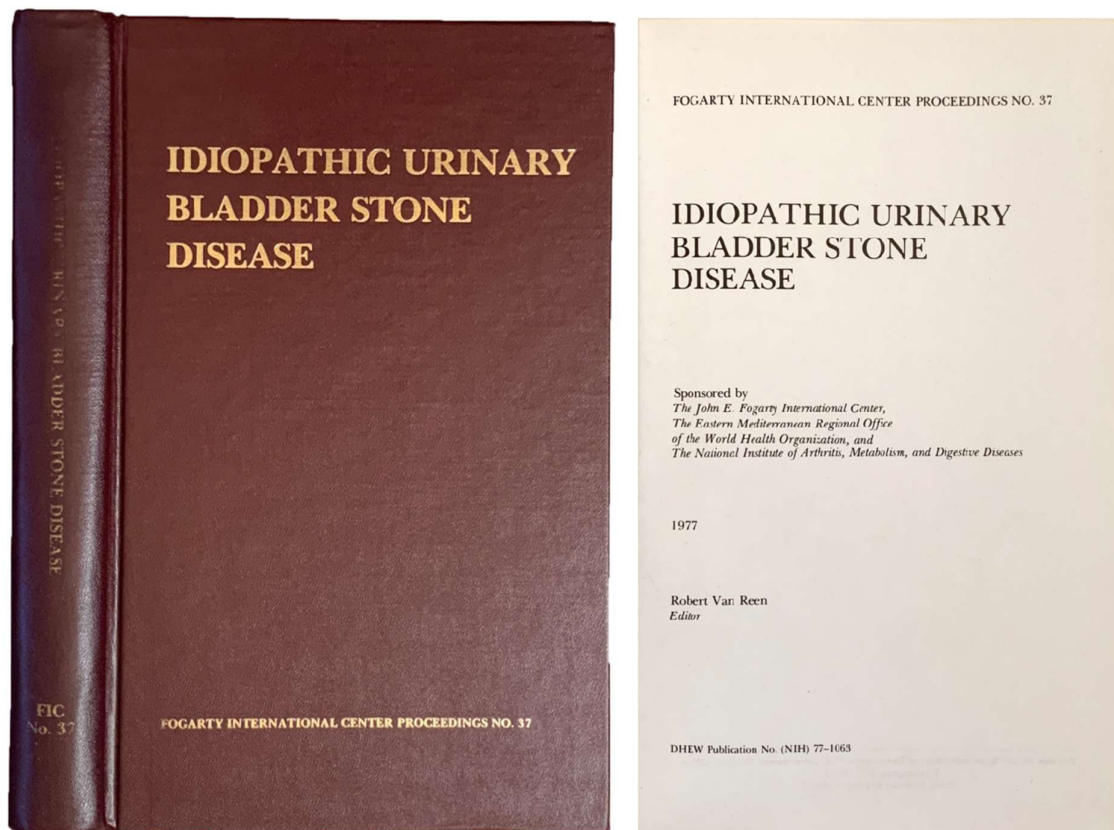 IDIOPATHIC URINARY BLADDER STONE DISEASE
FIC
No. 37
IDIOPATHIC URINARY
BLADDER STONE
DISEASE
FOGARTY INTERNATIONAL CENTER PROCEEDINGS NO. 37
FOGARTY INTERNATIONAL CENTER PROCEEDINGS NO. 37
IDIOPATHIC URINARY
BLADDER STONE
DISEASE
Sponsored by
The John E. Fogarty International Center,
The Eastern Mediterranean Regional Office
of the World Health Organization, and
The National Institute of Arthritis, Metabolism, and Digestive Diseases
1977
Robert Van Reen
Editor
DHEW Publication No. (NIH) 77-1063